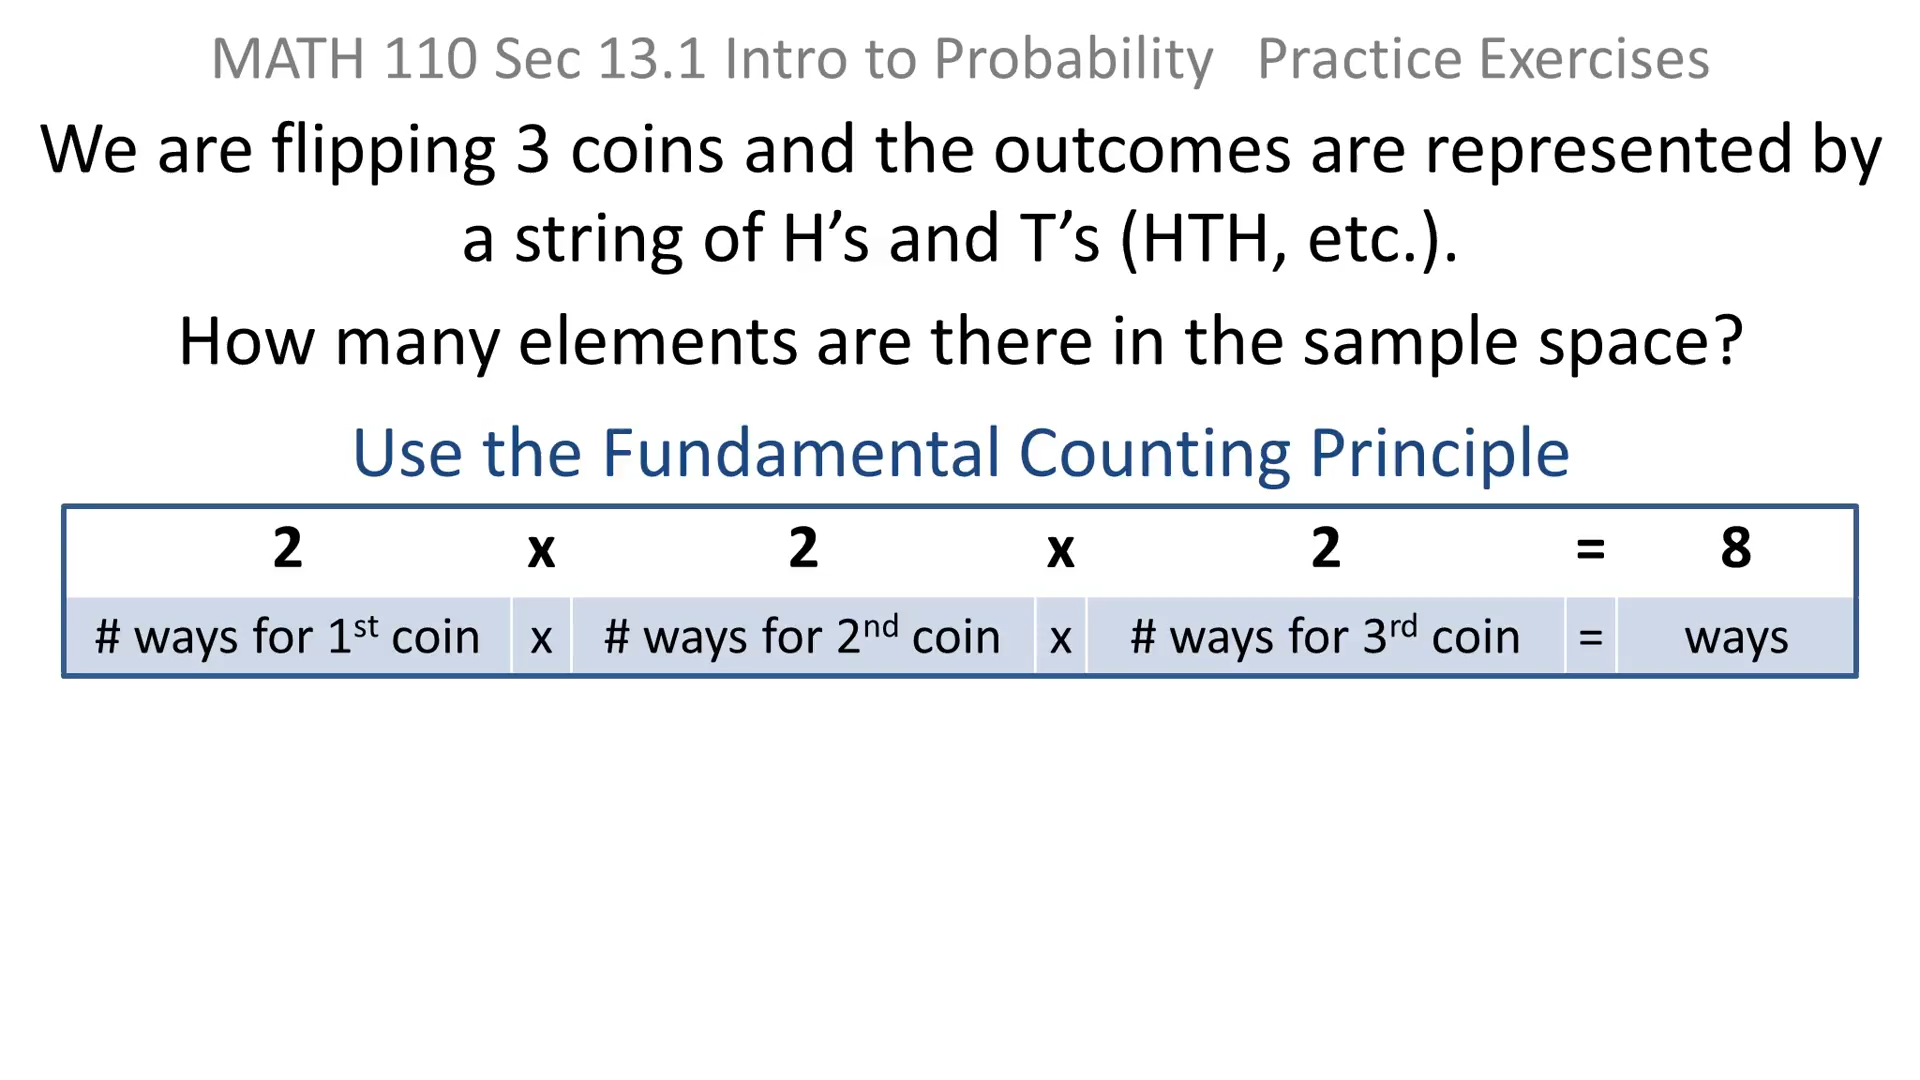 MATH 110 Sec 13.1 Intro to Probability Practice Exercises
We are flipping 3 coins and the outcomes are represented by
a string of H’s and T’s (HTH, etc.).
How many elements are there in the sample space?
Use the Fundamental Counting Principle
2 x 2 x 2 = 8
# ways for 1st coin x # ways for 2nd coin x # ways for 3rd coin = ways